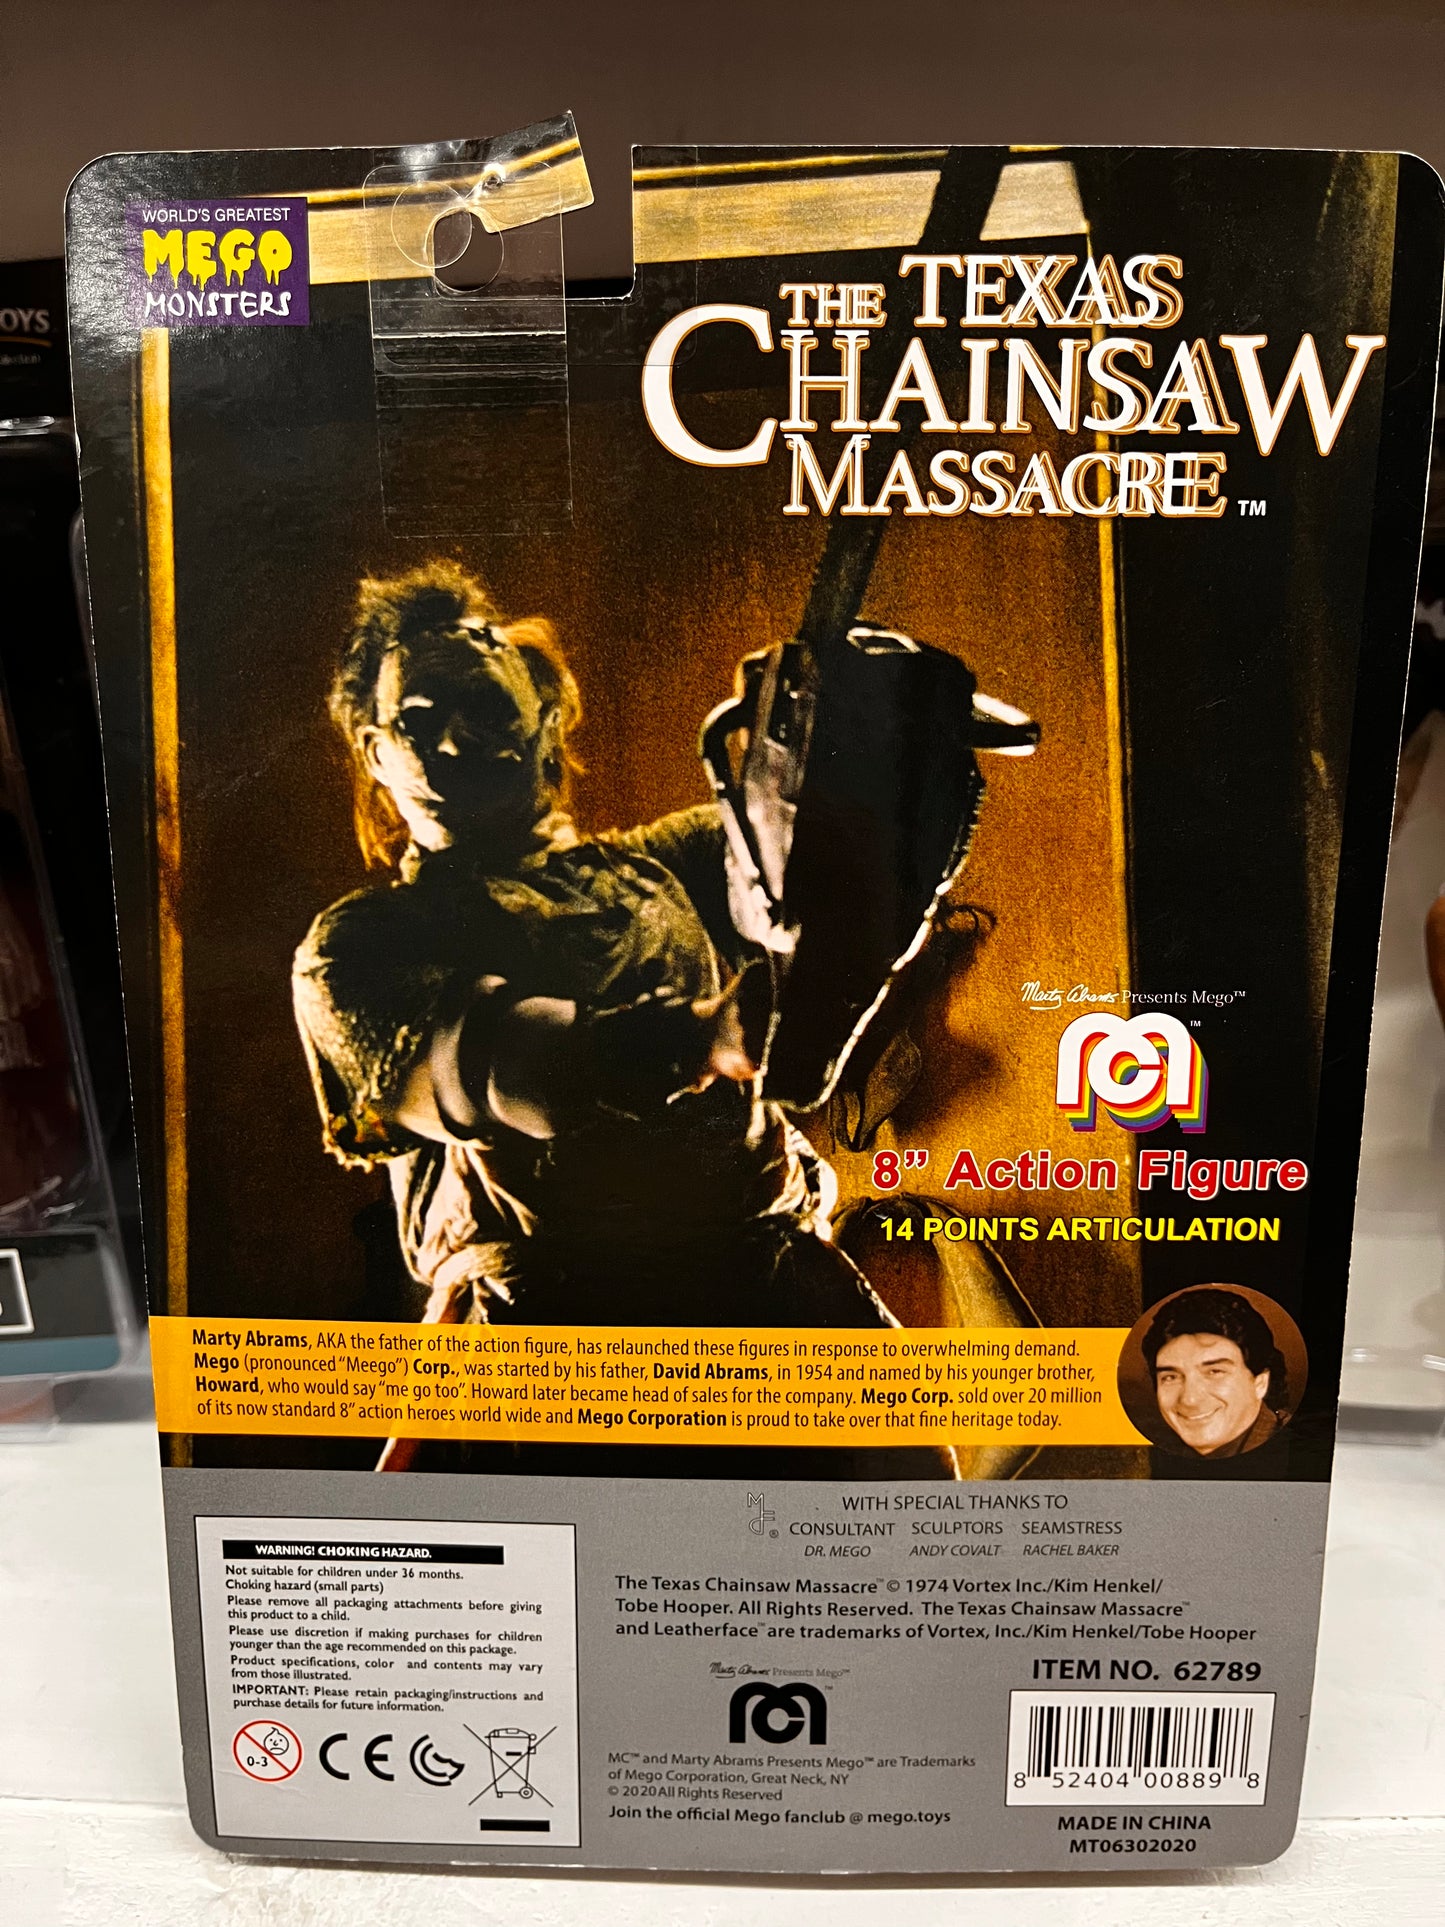 WORLD'S GREATEST
MEGO
MONSTERS
OYS
THE TEXAS
CHAINSAW
MASSACRE TM
Marty Abrams Presents Mego™
TM
8” Action Figure
14 POINTS ARTICULATION
Marty Abrams, AKA the father of the action figure, has relaunched these figures in response to overwhelming demand.
Mego (pronounced “Meego”) Corp., was started by his father, David Abrams, in 1954 and named by his younger brother,
Howard, who would say “me go too”. Howard later became head of sales for the company. Mego Corp. sold over 20 million
of its now standard 8” action heroes world wide and Mego Corporation is proud to take over that fine heritage today.
WITH SPECIAL THANKS TO
CONSULTANT SCULPTORS SEAMSTRESS
DR. MEGO ANDY COVALT RACHEL BAKER
WARNING! CHOKING HAZARD.
Not suitable for children under 36 months.
Choking hazard (small parts)
Please remove all packaging attachments before giving
this product to a child.
Please use discretion if making purchases for children
younger than the age recommended on this package.
Product specifications, color and contents may vary
from those illustrated.
IMPORTANT: Please retain packaging/instructions and
purchase details for future information.
0-3 CE
The Texas Chainsaw Massacre™ © 1974 Vortex Inc./Kim Henkel/
Tobe Hooper. All Rights Reserved. The Texas Chainsaw Massacre™
and Leatherface™ are trademarks of Vortex, Inc./Kim Henkel/Tobe Hooper
Marty Abrams Presents Mego™
TM
MC™ and Marty Abrams Presents Mego™ are Trademarks
of Mego Corporation, Great Neck, NY
© 2020 All Rights Reserved
Join the official Mego fanclub @ mego.toys
ITEM NO. 62789
8 52404 00889 8
MADE IN CHINA
MT06302020